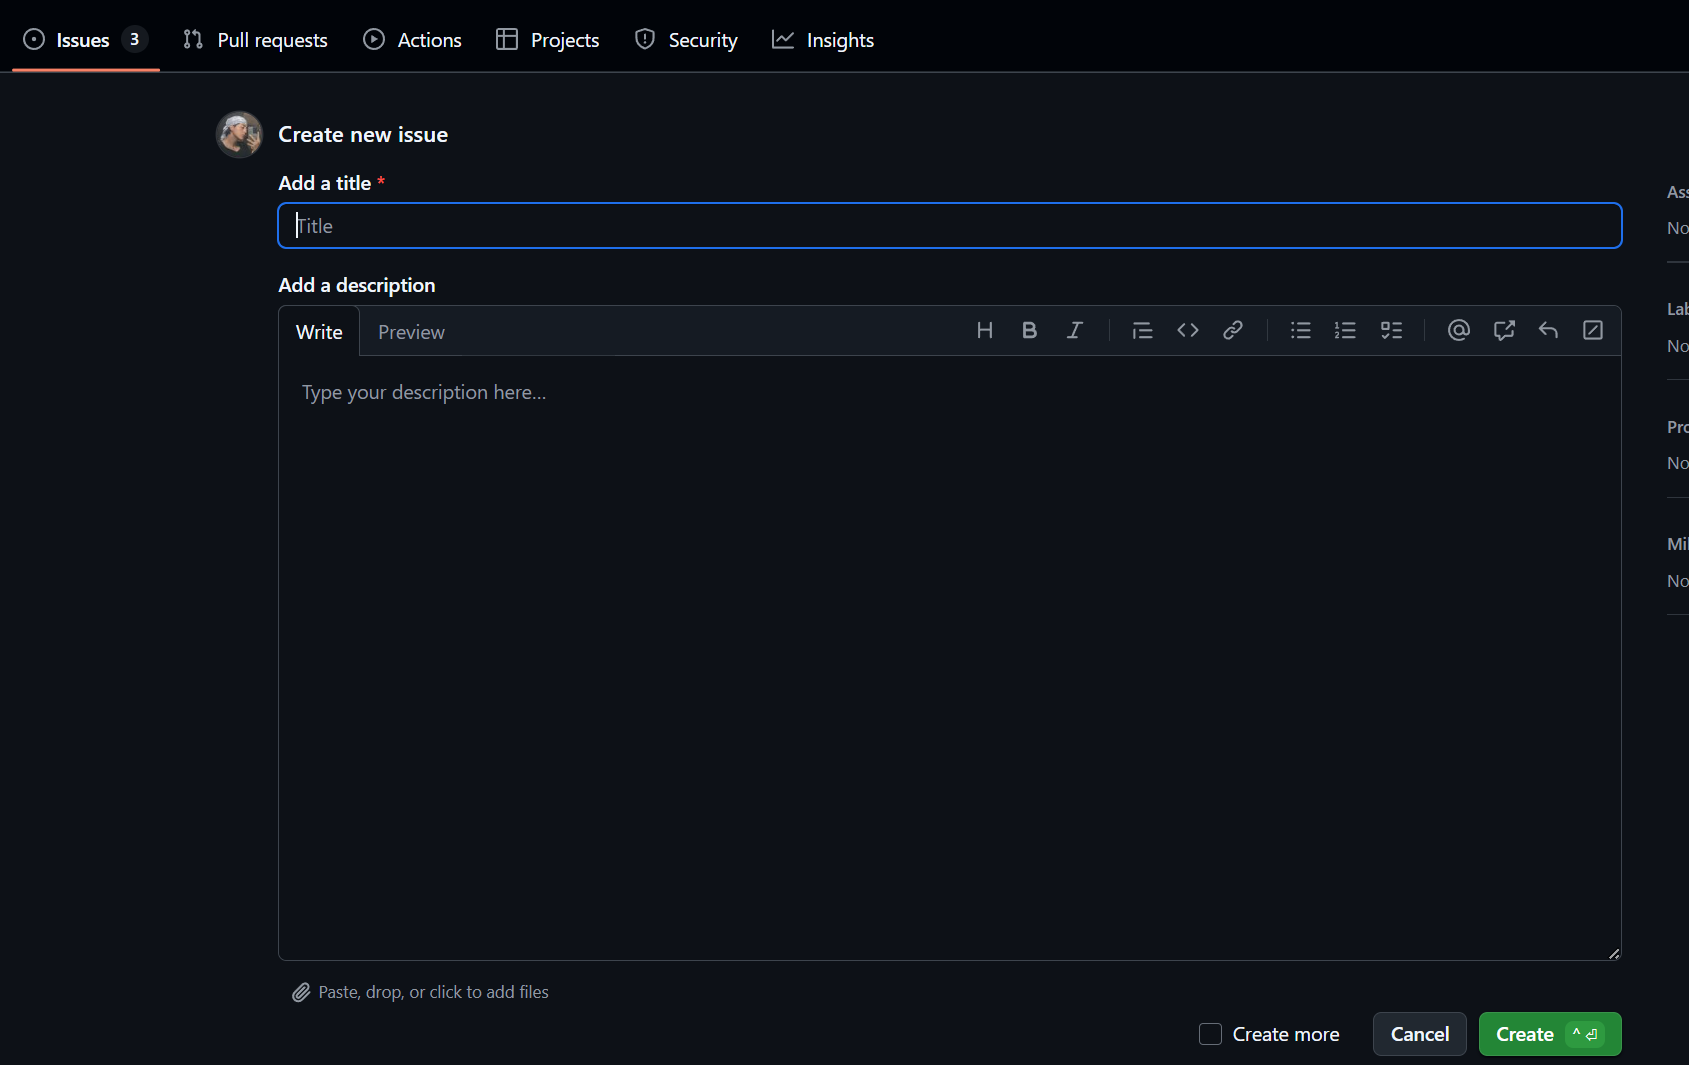 Issues 3 Pull requests Actions Projects Security Insights
Create new issue
Add a title *
Title
Add a description
Write Preview
Type your description here...
Paste, drop, or click to add files
Create more Cancel Create
Ass
No
Lab
No
Pro
No
Mil
No